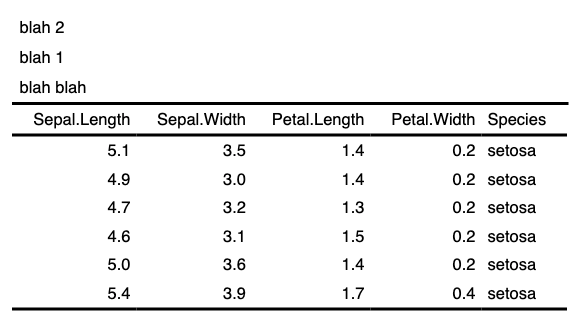 blah 2
blah 1
blah blah
Sepal.Length Sepal.Width Petal.Length Petal.Width Species
5.1 3.5 1.4 0.2 setosa
4.9 3.0 1.4 0.2 setosa
4.7 3.2 1.3 0.2 setosa
4.6 3.1 1.5 0.2 setosa
5.0 3.6 1.4 0.2 setosa
5.4 3.9 1.7 0.4 setosa